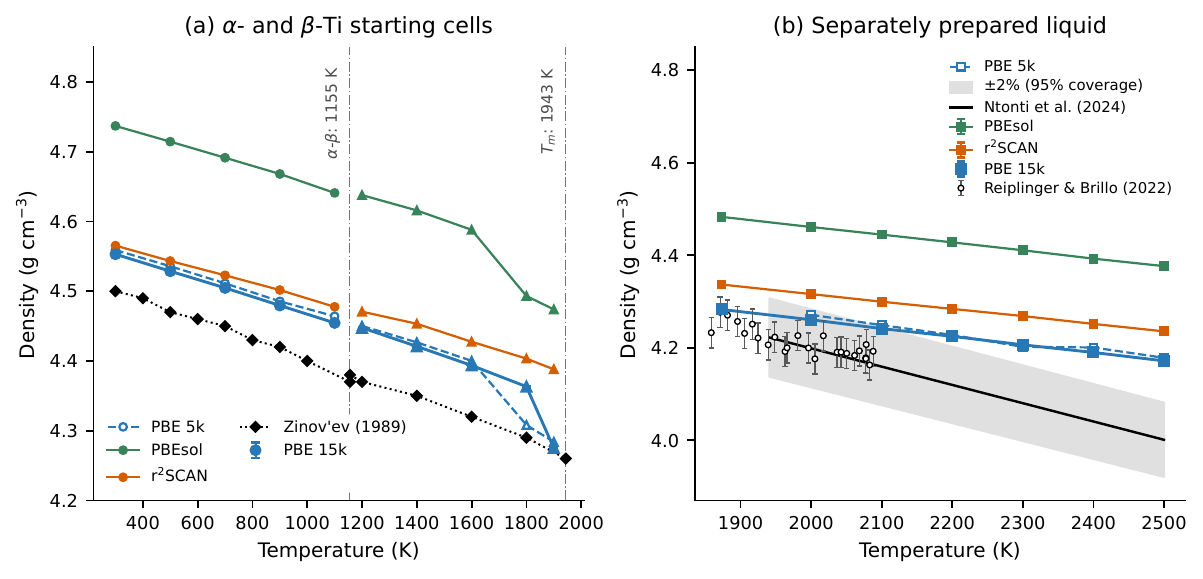 (a) α- and β-Ti starting cells
Density (g cm⁻³)
4.8
4.7
4.6
4.5
4.4
4.3
4.2
α-β: 1155 K
Tₘ: 1943 K
PBE 5k
PBEsol
r²SCAN
Zinov'ev (1989)
PBE 15k
400 600 800 1000 1200 1400 1600 1800 2000
Temperature (K)
(b) Separately prepared liquid
Density (g cm⁻³)
4.8
4.6
4.4
4.2
4.0
PBE 5k
±2% (95% coverage)
Ntonti et al. (2024)
PBEsol
r²SCAN
PBE 15k
Reiplinger & Brillo (2022)
1900 2000 2100 2200 2300 2400 2500
Temperature (K)